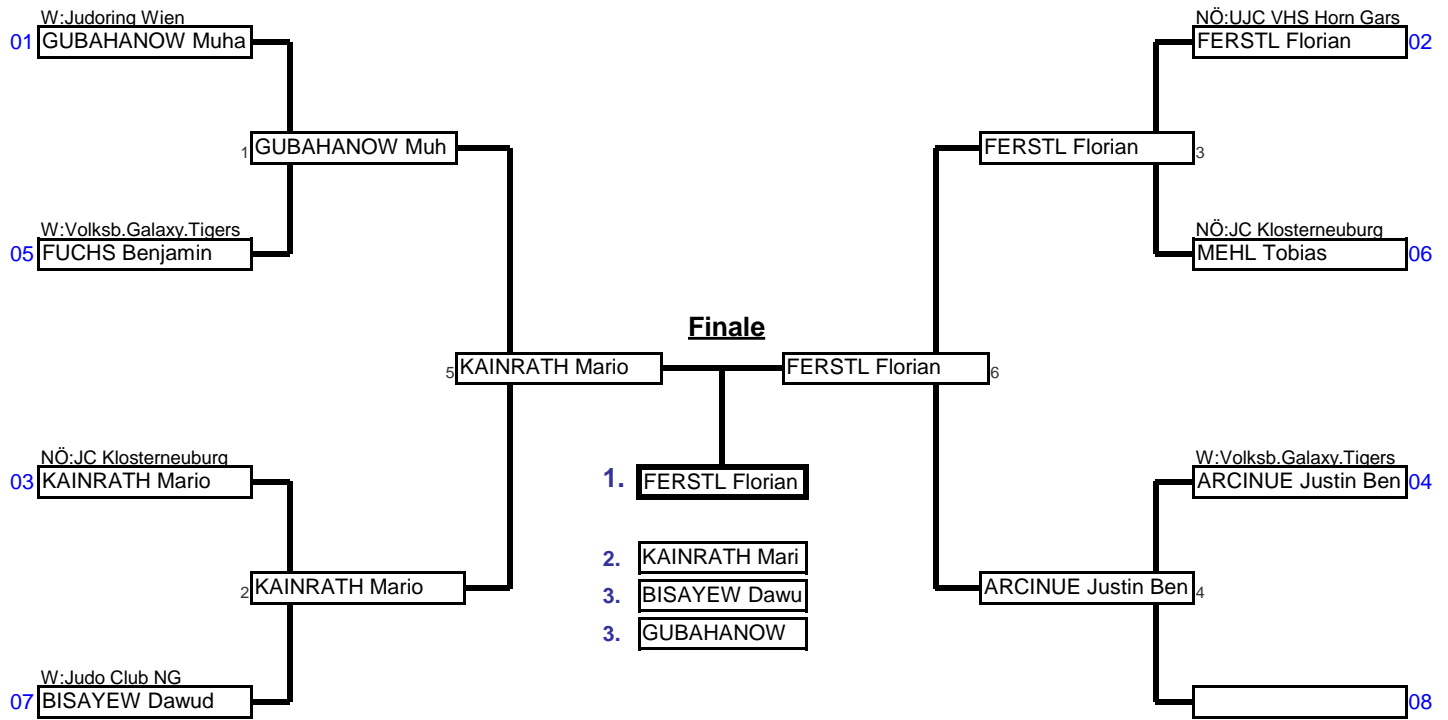 W:Judoring Wien
01 GUBAHANOW Muha
1 GUBAHANOW Muh
W:Volksb.Galaxy.Tigers
05 FUCHS Benjamin
5 KAINRATH Mario
NÖ:JC Klosterneuburg
03 KAINRATH Mario
2 KAINRATH Mario
W:Judo Club NG
07 BISAYEW Dawud
Finale
1. FERSTL Florian
2. KAINRATH Mari
3. BISAYEW Dawu
3. GUBAHANOW
NÖ:UJC VHS Horn Gars
FERSTL Florian 02
FERSTL Florian 3
NÖ:JC Klosterneuburg
MEHL Tobias 06
FERSTL Florian 6
W:Volksb.Galaxy.Tigers
ARCINUE Justin Ben 04
ARCINUE Justin Ben 4
08